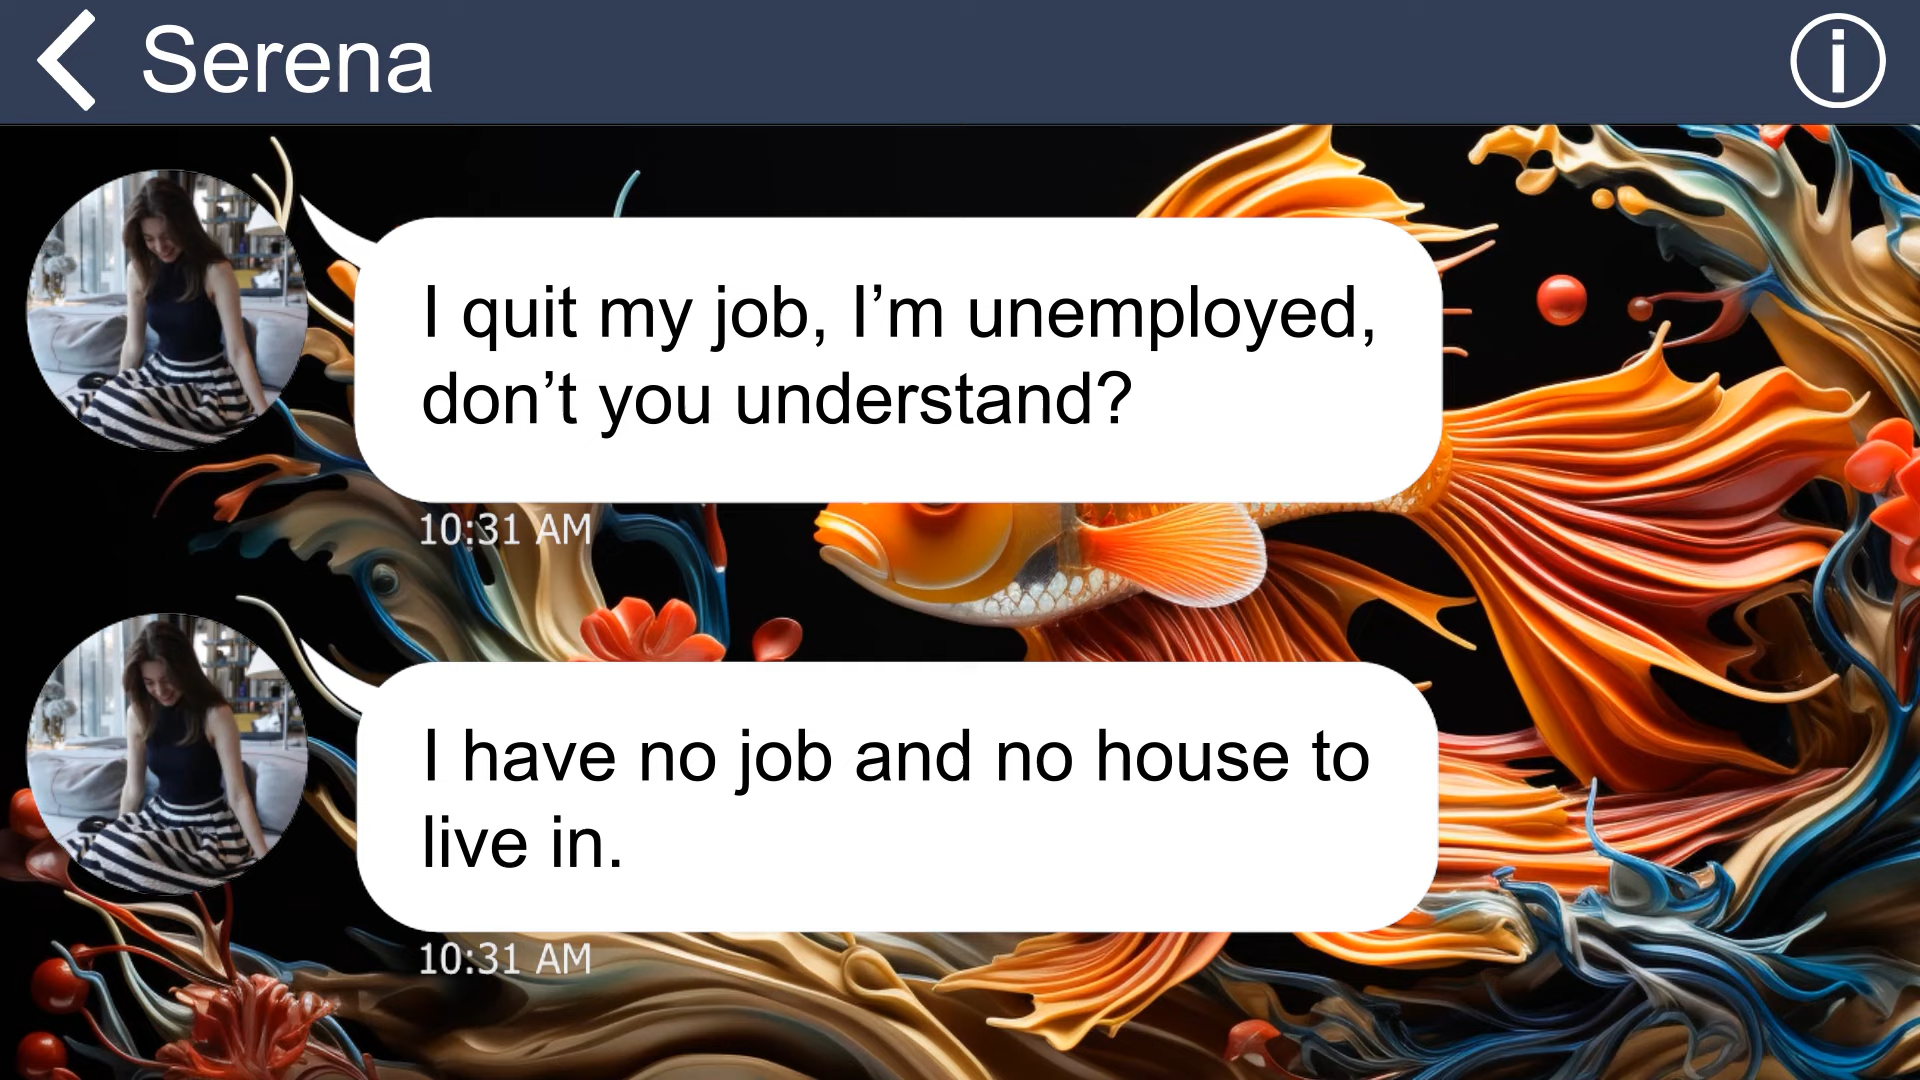 Serena
I quit my job, I’m unemployed,
don’t you understand?
10:31 AM
I have no job and no house to
live in.
10:31 AM